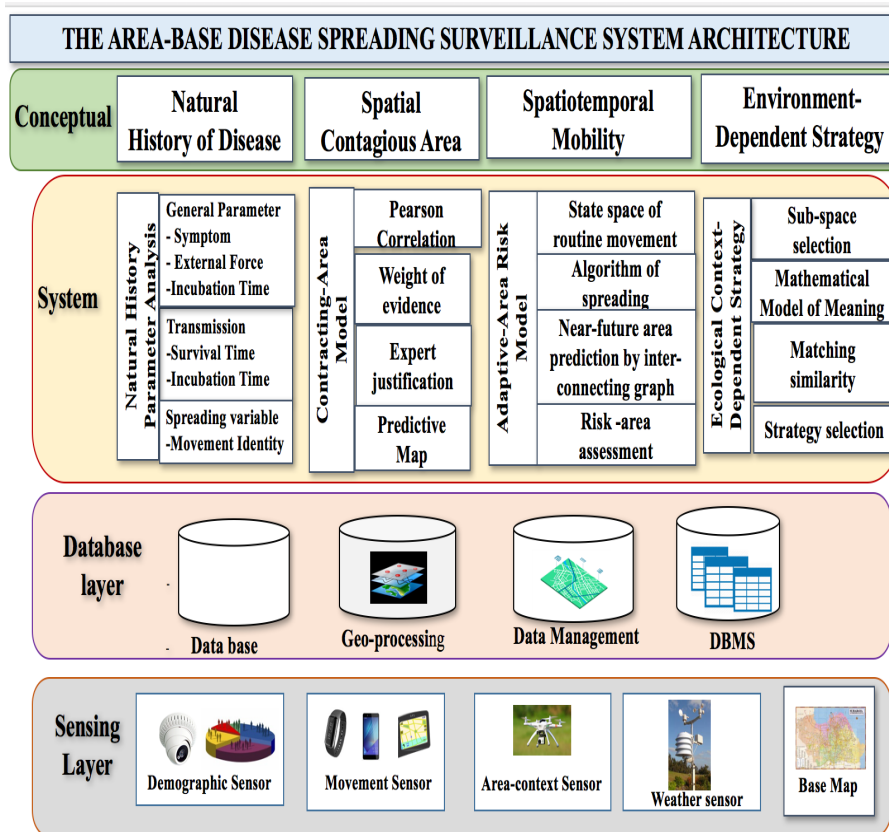 THE AREA-BASE DISEASE SPREADING SURVEILLANCE SYSTEM ARCHITECTURE
Conceptual
Natural
History of Disease
Spatial
Contagious Area
Spatiotemporal
Mobility
Environment-
Dependent Strategy
System
Natural History
Parameter Analysis
General Parameter
- Symptom
- External Force
-Incubation Time
Transmission
-Survival Time
-Incubation Time
Spreading variable
-Movement Identity
Contracting-Area
Model
Pearson
Correlation
Weight of
evidence
Expert
justification
Predictive
Map
Adaptive-Area Risk
Model
State space of
routine movement
Algorithm of
spreading
Near-future area
prediction by inter-
connecting graph
Risk -area
assessment
Ecological Context-
Dependent Strategy
Sub-space
selection
Mathematical
Model of Meaning
Matching
similarity
Strategy selection
Database
layer
-
-
Data base
Geo-processing
Data Management
DBMS
Sensing
Layer
Demographic Sensor
Movement Sensor
Area-context Sensor
Weather sensor
Base Map